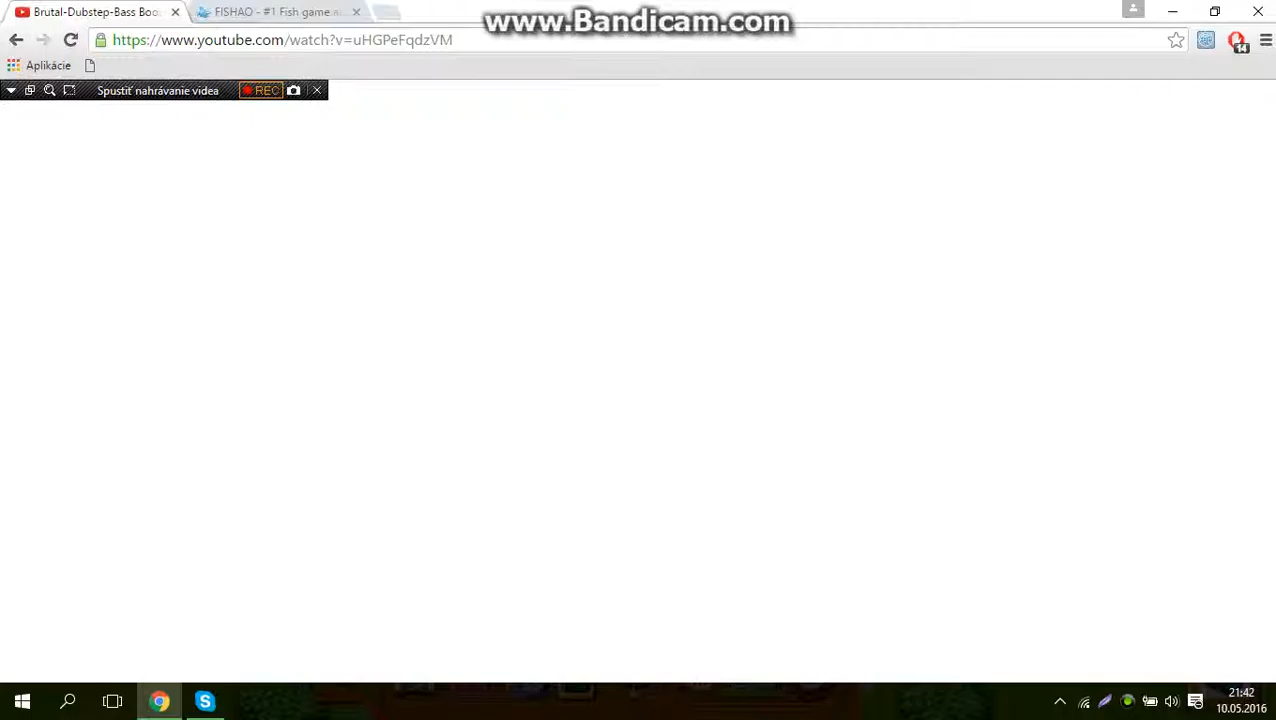 Brutal-Dubstep-Bass Boo
FISHAO - #1 Fish game a
www.Bandicam.com
https://www.youtube.com/watch?v=uHGPeFqdzVM
14
Aplikácie
Spustiť nahrávanie videa
REC
21:42
10.05.2016